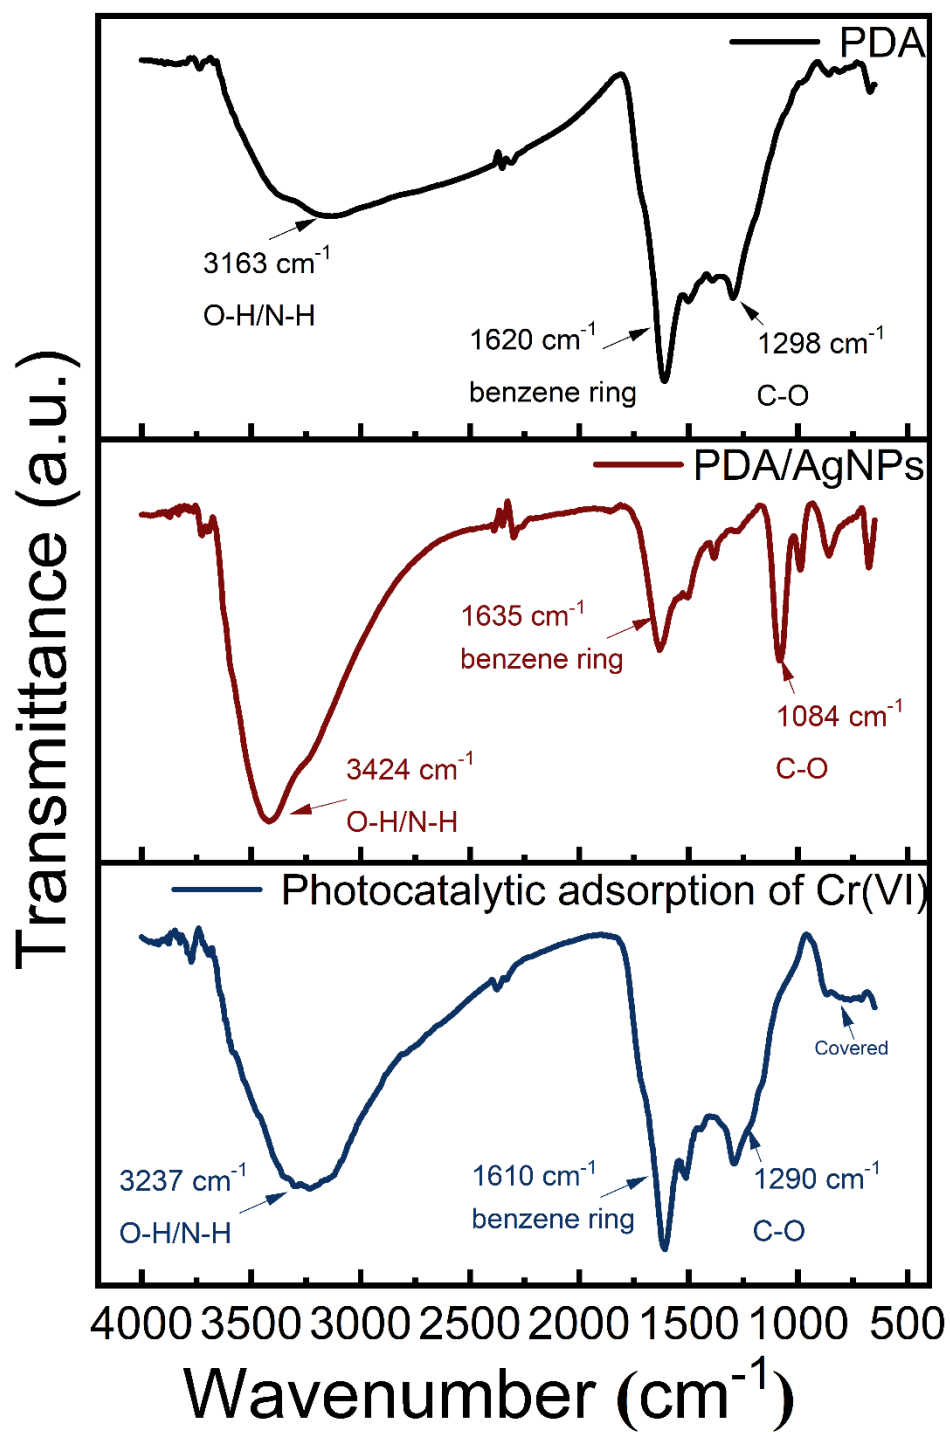 Transmittance (a.u.)
PDA
3163 cm⁻¹
O-H/N-H
1620 cm⁻¹
benzene ring
1298 cm⁻¹
C-O
PDA/AgNPs
1635 cm⁻¹
benzene ring
1084 cm⁻¹
C-O
3424 cm⁻¹
O-H/N-H
Photocatalytic adsorption of Cr(VI)
Covered
3237 cm⁻¹
O-H/N-H
1610 cm⁻¹
benzene ring
1290 cm⁻¹
C-O
4000 3500 3000 2500 2000 1500 1000 500
Wavenumber (cm⁻¹)